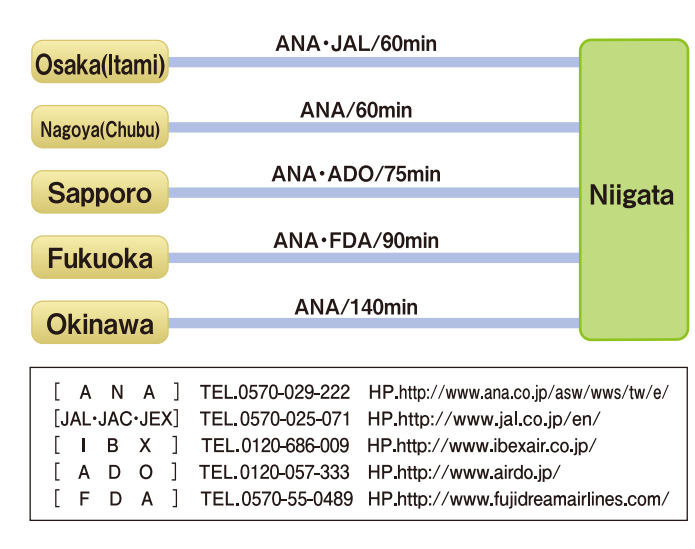 ANA・JAL/60min
Osaka(Itami)
ANA/60min
Nagoya(Chubu)
ANA・ADO/75min
Sapporo
Niigata
ANA・FDA/90min
Fukuoka
ANA/140min
Okinawa
[ A N A ] TEL.0570-029-222 HP.http://www.ana.co.jp/asw/wws/tw/e/
[JAL・JAC・JEX] TEL.0570-025-071 HP.http://www.jal.co.jp/en/
[ I B X ] TEL.0120-686-009 HP.http://www.ibexair.co.jp/
[ A D O ] TEL.0120-057-333 HP.http://www.airdo.jp/
[ F D A ] TEL.0570-55-0489 HP.http://www.fujidreamairlines.com/